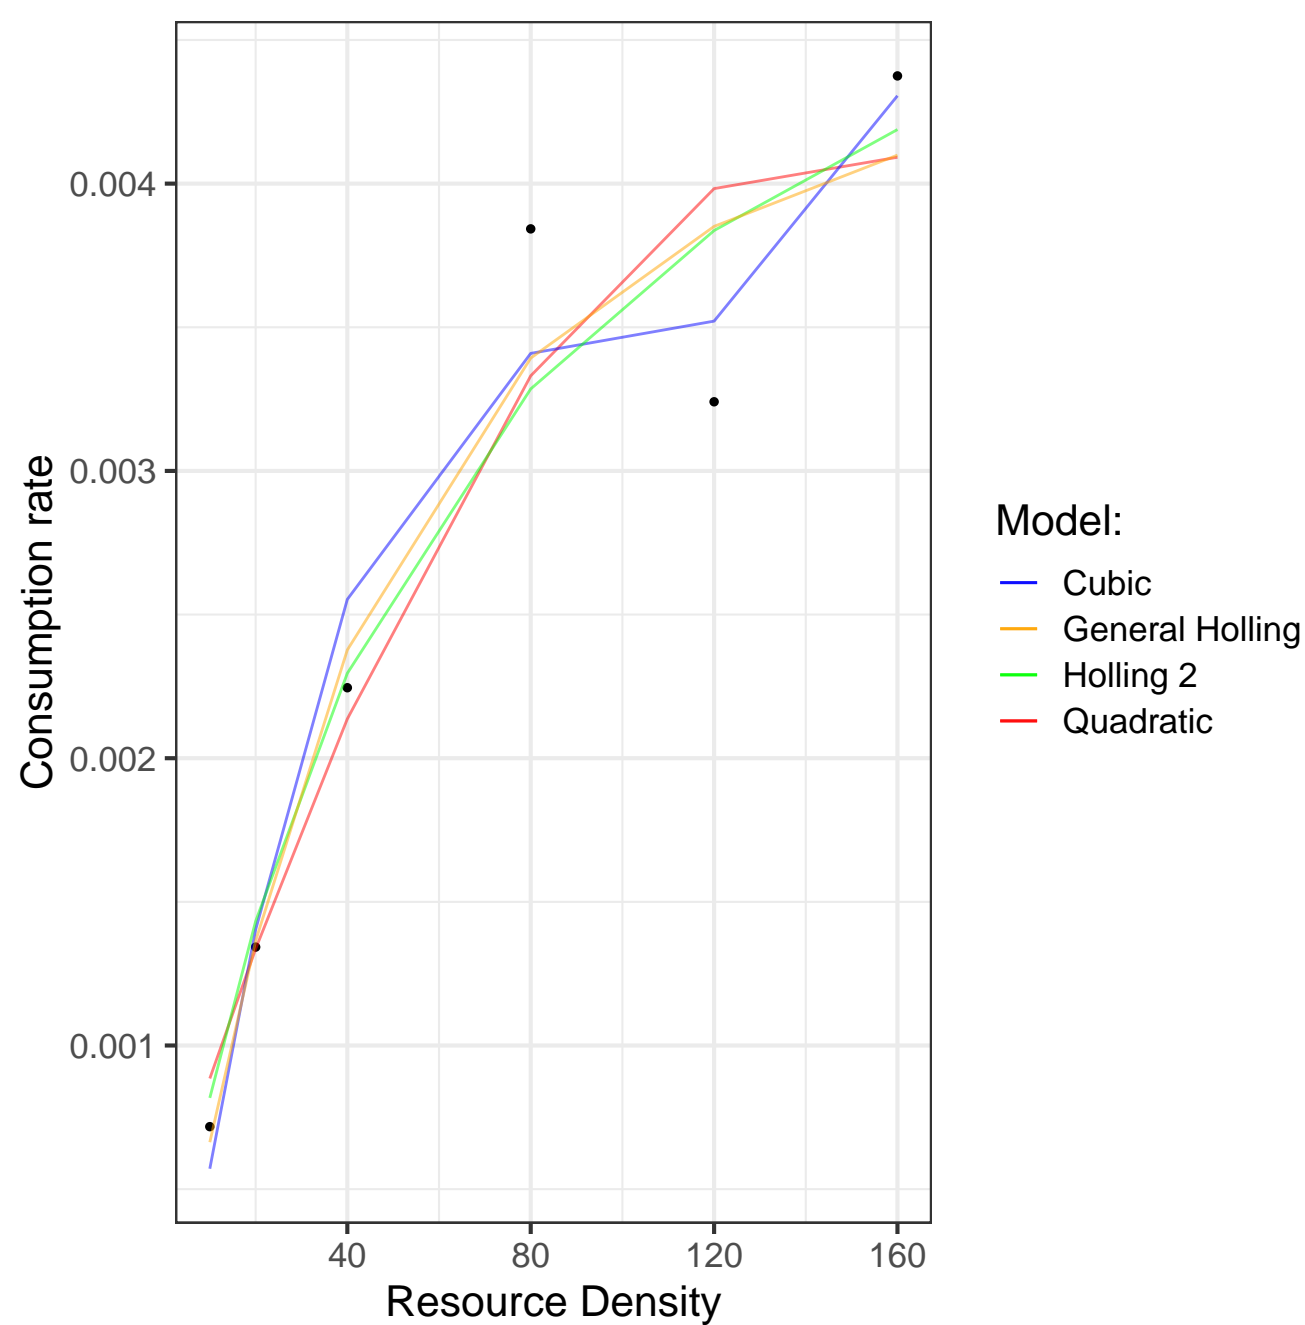 0.004
0.003
0.002
0.001
Consumption rate
40 80 120 160
Resource Density
Model:
Cubic
General Holling
Holling 2
Quadratic